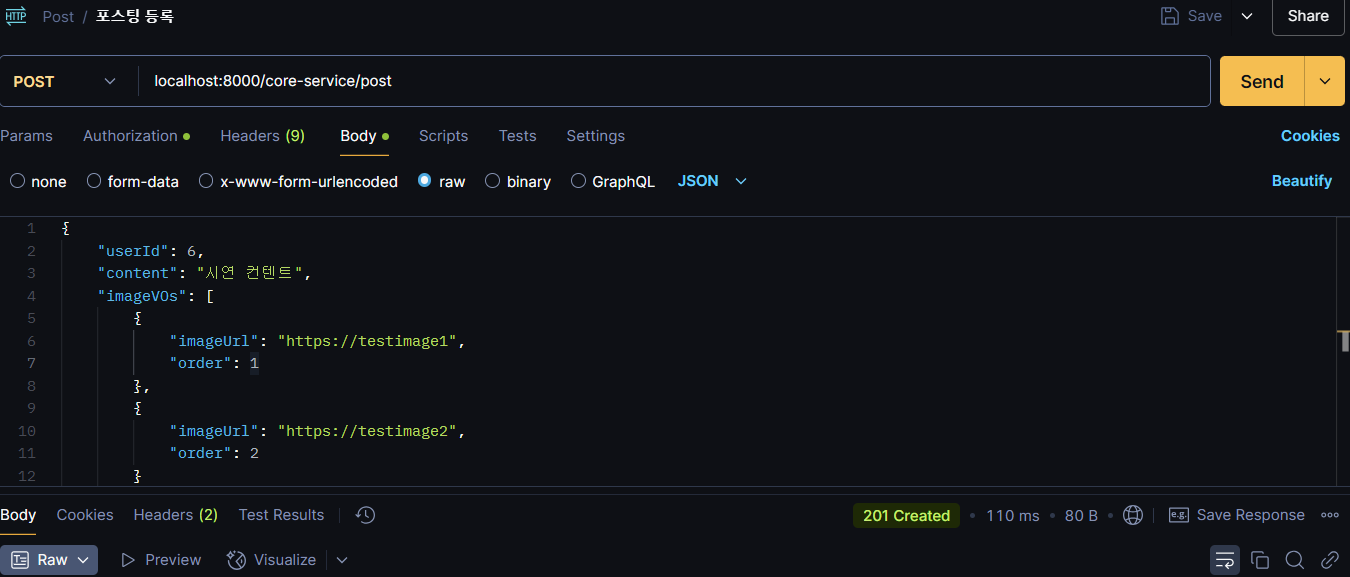 HTTP Post / 포스팅 등록 Save Share
POST localhost:8000/core-service/post Send
Params Authorization Headers (9) Body Scripts Tests Settings Cookies
none form-data x-www-form-urlencoded raw binary GraphQL JSON Beautify
1 {
2 "userId": 6,
3 "content": "시연 컨텐트",
4 "imageVOs": [
5 {
6 "imageUrl": "https://testimage1",
7 "order": 1
8 },
9 {
10 "imageUrl": "https://testimage2",
11 "order": 2
12 }
Body Cookies Headers (2) Test Results 201 Created • 110 ms • 80 B • e.g. Save Response
Raw Preview Visualize